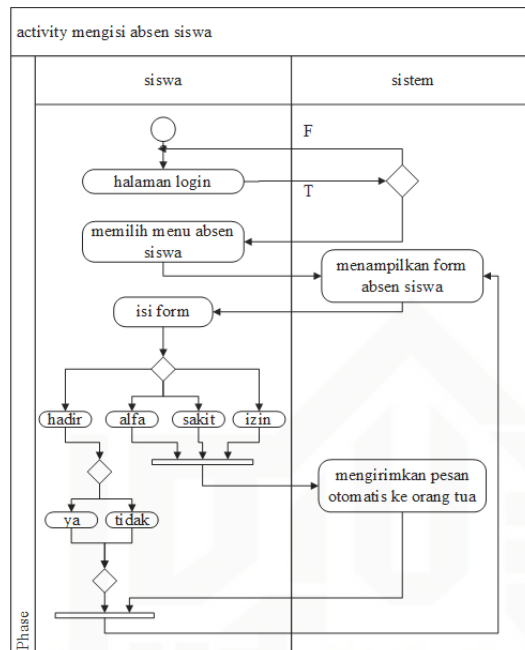 activity mengisi absen siswa
siswa
sistem
F
halaman login
T
memilih menu absen
siswa
menampilkan form
absen siswa
isi form
hadir
alfa
sakit
izin
mengirimkan pesan
otomatis ke orang tua
ya
tidak
Phase